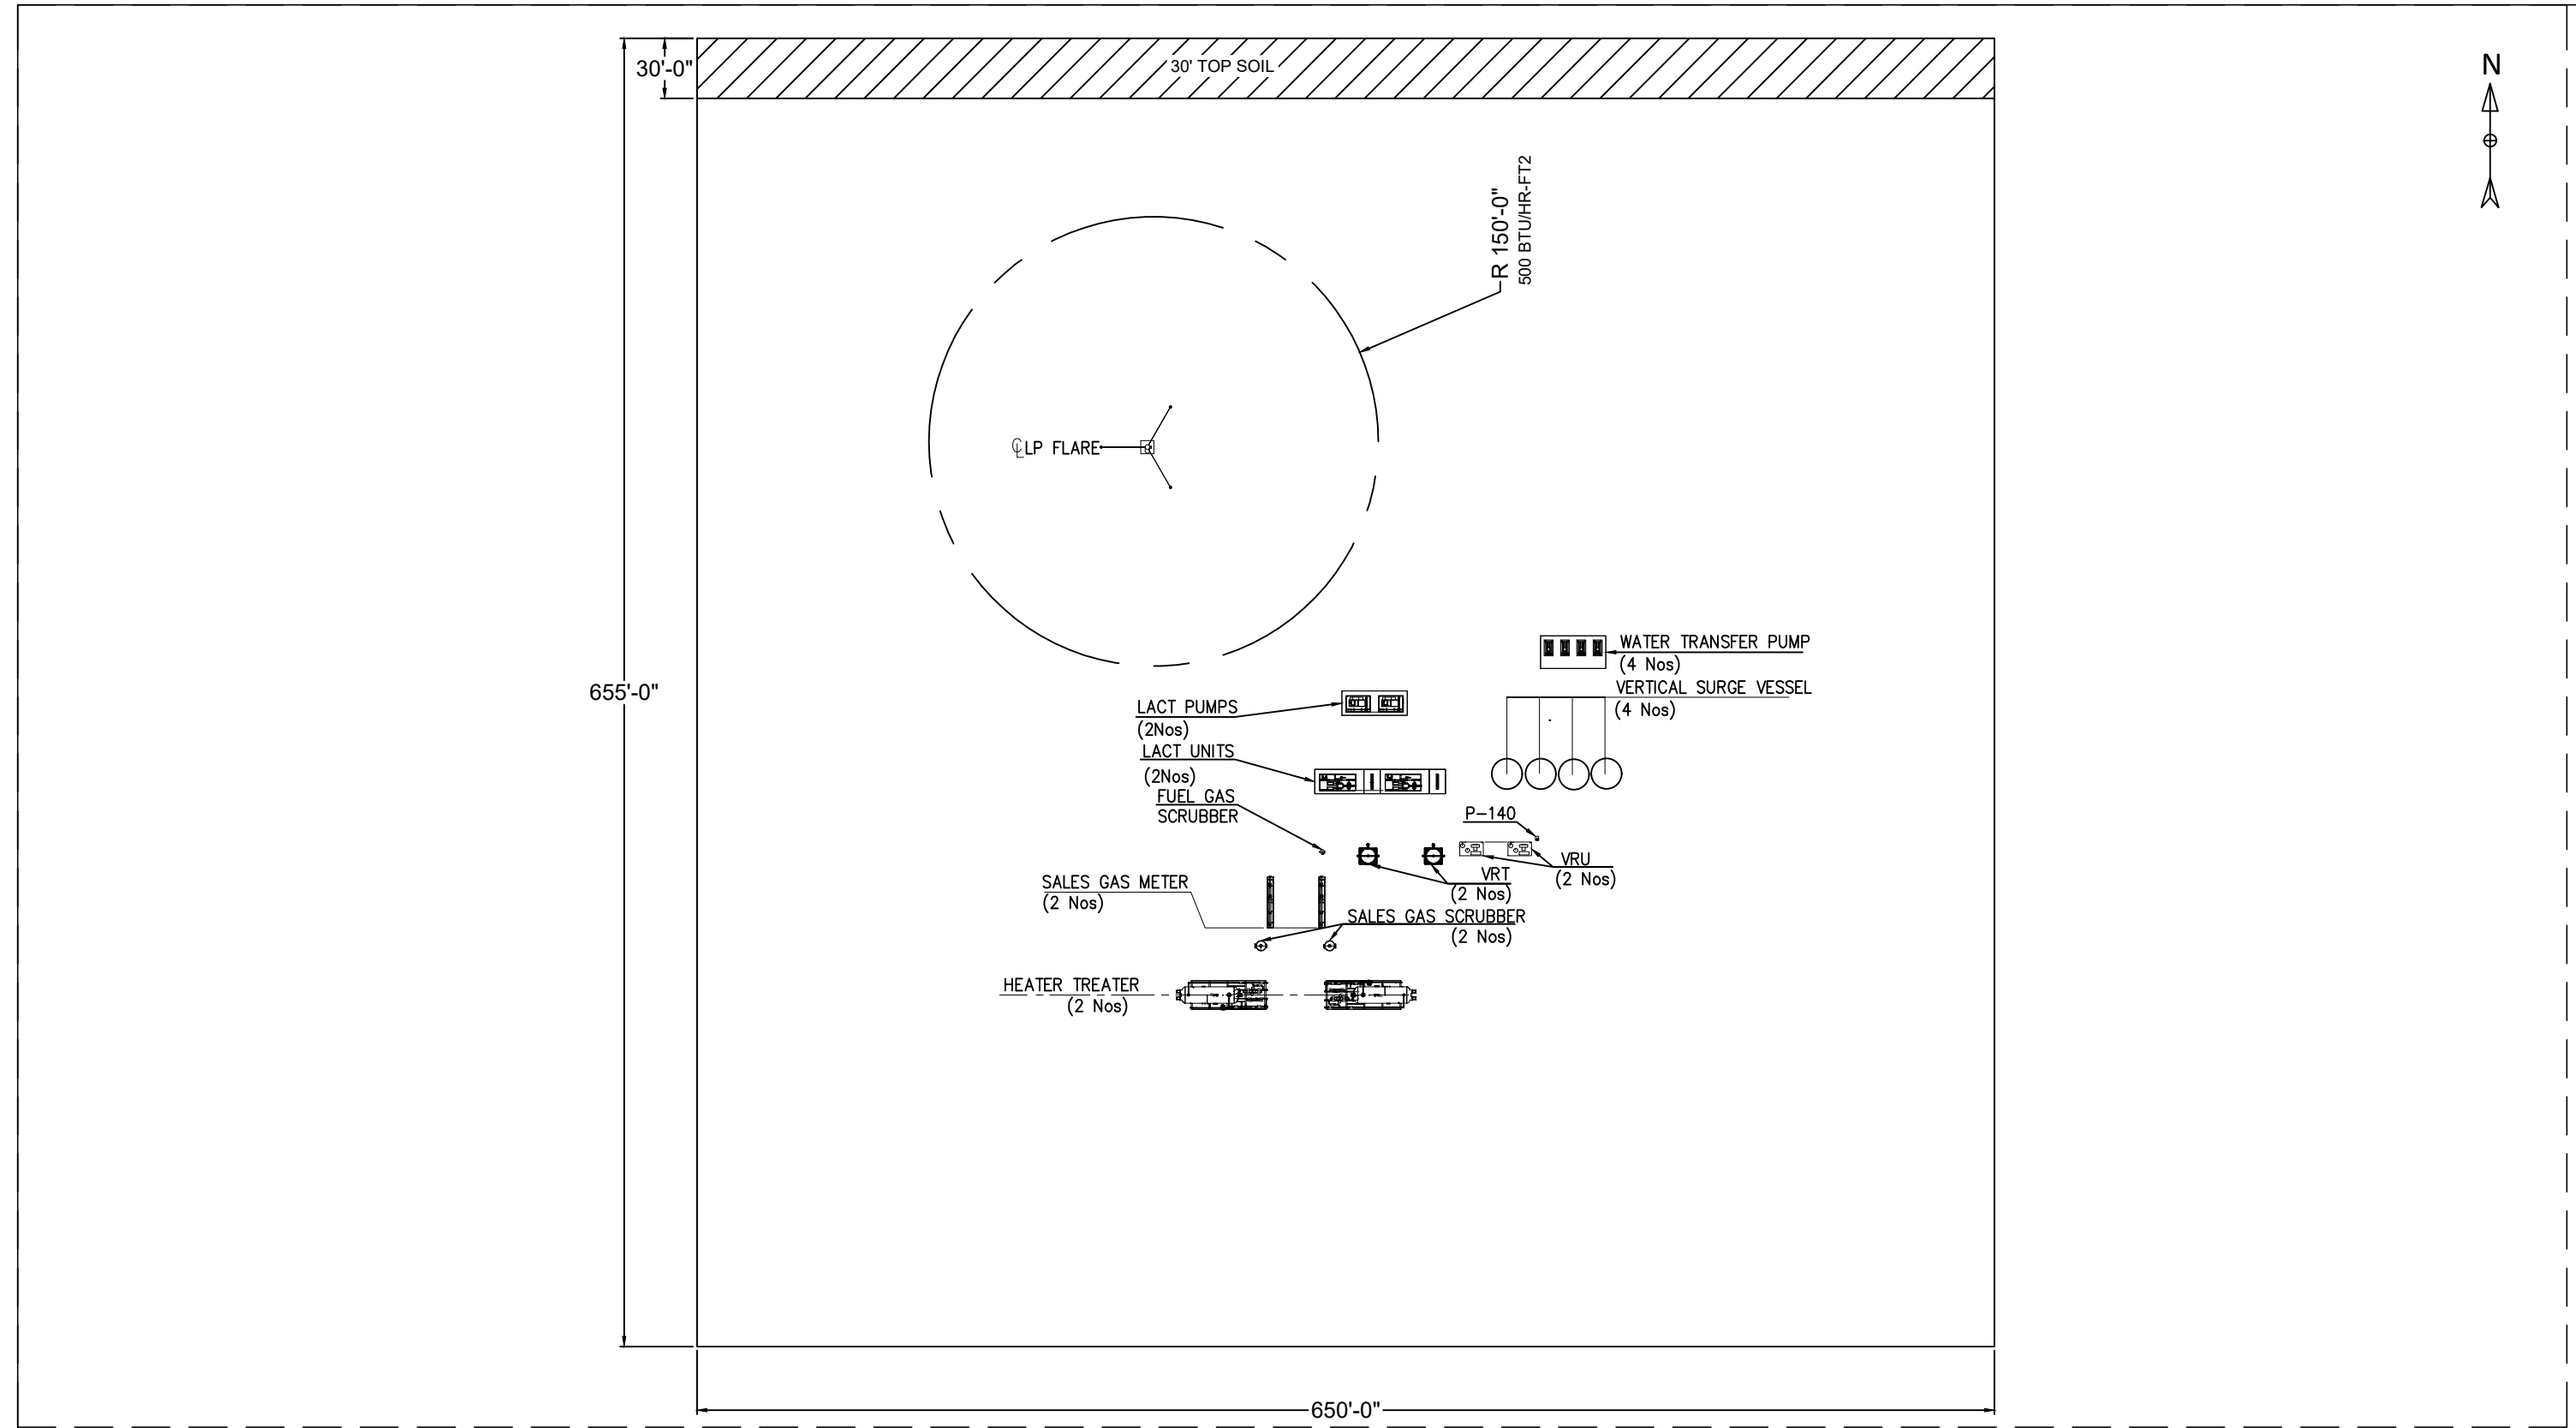 30'-0"
30' TOP SOIL
N
R 150'-0"
500 BTU/HR-FT2
℄ LP FLARE
655'-0"
WATER TRANSFER PUMP
(4 Nos)
VERTICAL SURGE VESSEL
(4 Nos)
LACT PUMPS
(2Nos)
LACT UNITS
(2Nos)
FUEL GAS
SCRUBBER
P-140
VRU
(2 Nos)
VRT
(2 Nos)
SALES GAS METER
(2 Nos)
SALES GAS SCRUBBER
(2 Nos)
HEATER TREATER
(2 Nos)
650'-0"